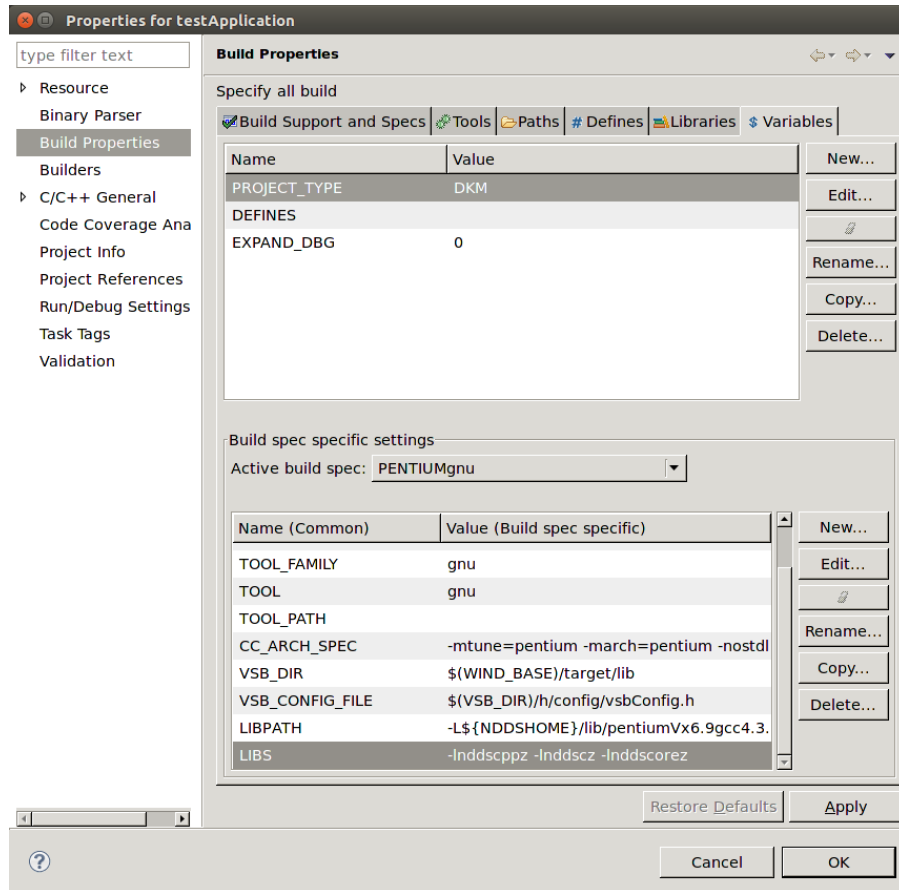 Properties for testApplication
type filter text
Build Properties
Resource
Binary Parser
Build Properties
Builders
C/C++ General
Code Coverage Ana
Project Info
Project References
Run/Debug Settings
Task Tags
Validation
Specify all build
Build Support and Specs Tools Paths # Defines Libraries $ Variables
Name Value
PROJECT_TYPE DKM
DEFINES
EXPAND_DBG 0
New...
Edit...
Rename...
Copy...
Delete...
Build spec specific settings
Active build spec: PENTIUMgnu
Name (Common) Value (Build spec specific)
TOOL_FAMILY gnu
TOOL gnu
TOOL_PATH
CC_ARCH_SPEC -mtune=pentium -march=pentium -nostdl
VSB_DIR $(WIND_BASE)/target/lib
VSB_CONFIG_FILE $(VSB_DIR)/h/config/vsbConfig.h
LIBPATH -L${NDDSHOME}/lib/pentiumVx6.9gcc4.3.
LIBS -lnddscppz -lnddscz -lnddscorez
New...
Edit...
Rename...
Copy...
Delete...
Restore Defaults Apply
? Cancel OK